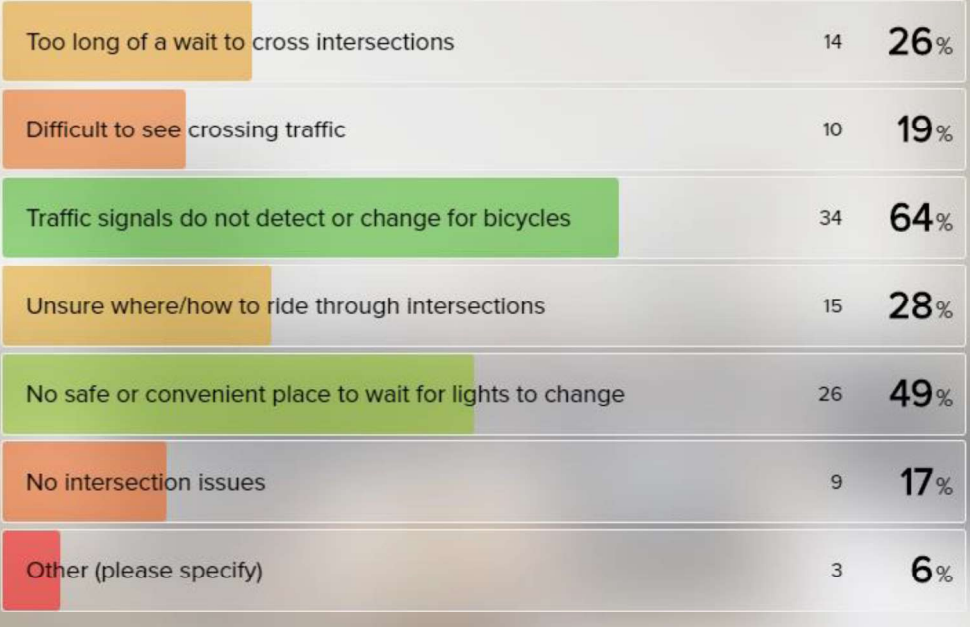 Too long of a wait to cross intersections 14 26%
Difficult to see crossing traffic 10 19%
Traffic signals do not detect or change for bicycles 34 64%
Unsure where/how to ride through intersections 15 28%
No safe or convenient place to wait for lights to change 26 49%
No intersection issues 9 17%
Other (please specify) 3 6%